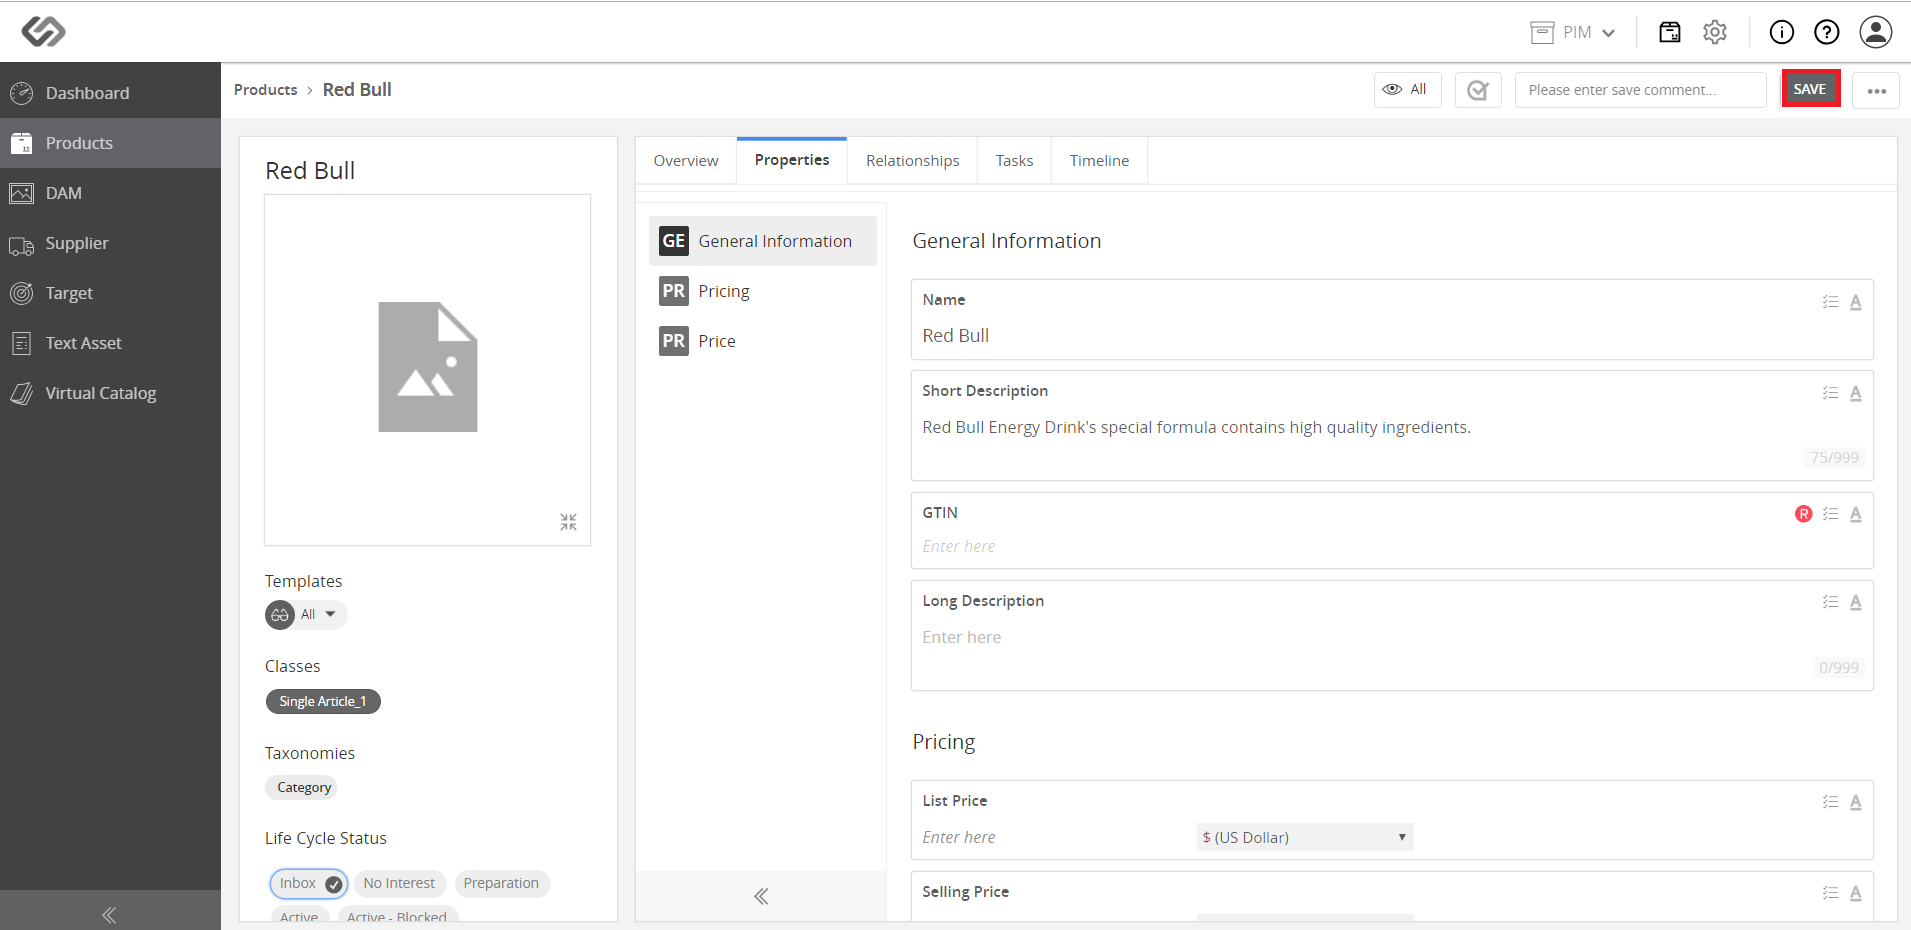 PIM
Dashboard
Products
DAM
Supplier
Target
Text Asset
Virtual Catalog
Products › Red Bull
All
Please enter save comment...
SAVE
Red Bull
Templates
All
Classes
Single Article_1
Taxonomies
Category
Life Cycle Status
Inbox
No Interest
Preparation
Active
Active - Blocked
Overview
Properties
Relationships
Tasks
Timeline
GE General Information
PR Pricing
PR Price
General Information
Name
A
Red Bull
Short Description
A
Red Bull Energy Drink's special formula contains high quality ingredients.
75/999
GTIN
R
A
Enter here
Long Description
A
Enter here
0/999
Pricing
List Price
A
Enter here
$ (US Dollar)
Selling Price
A